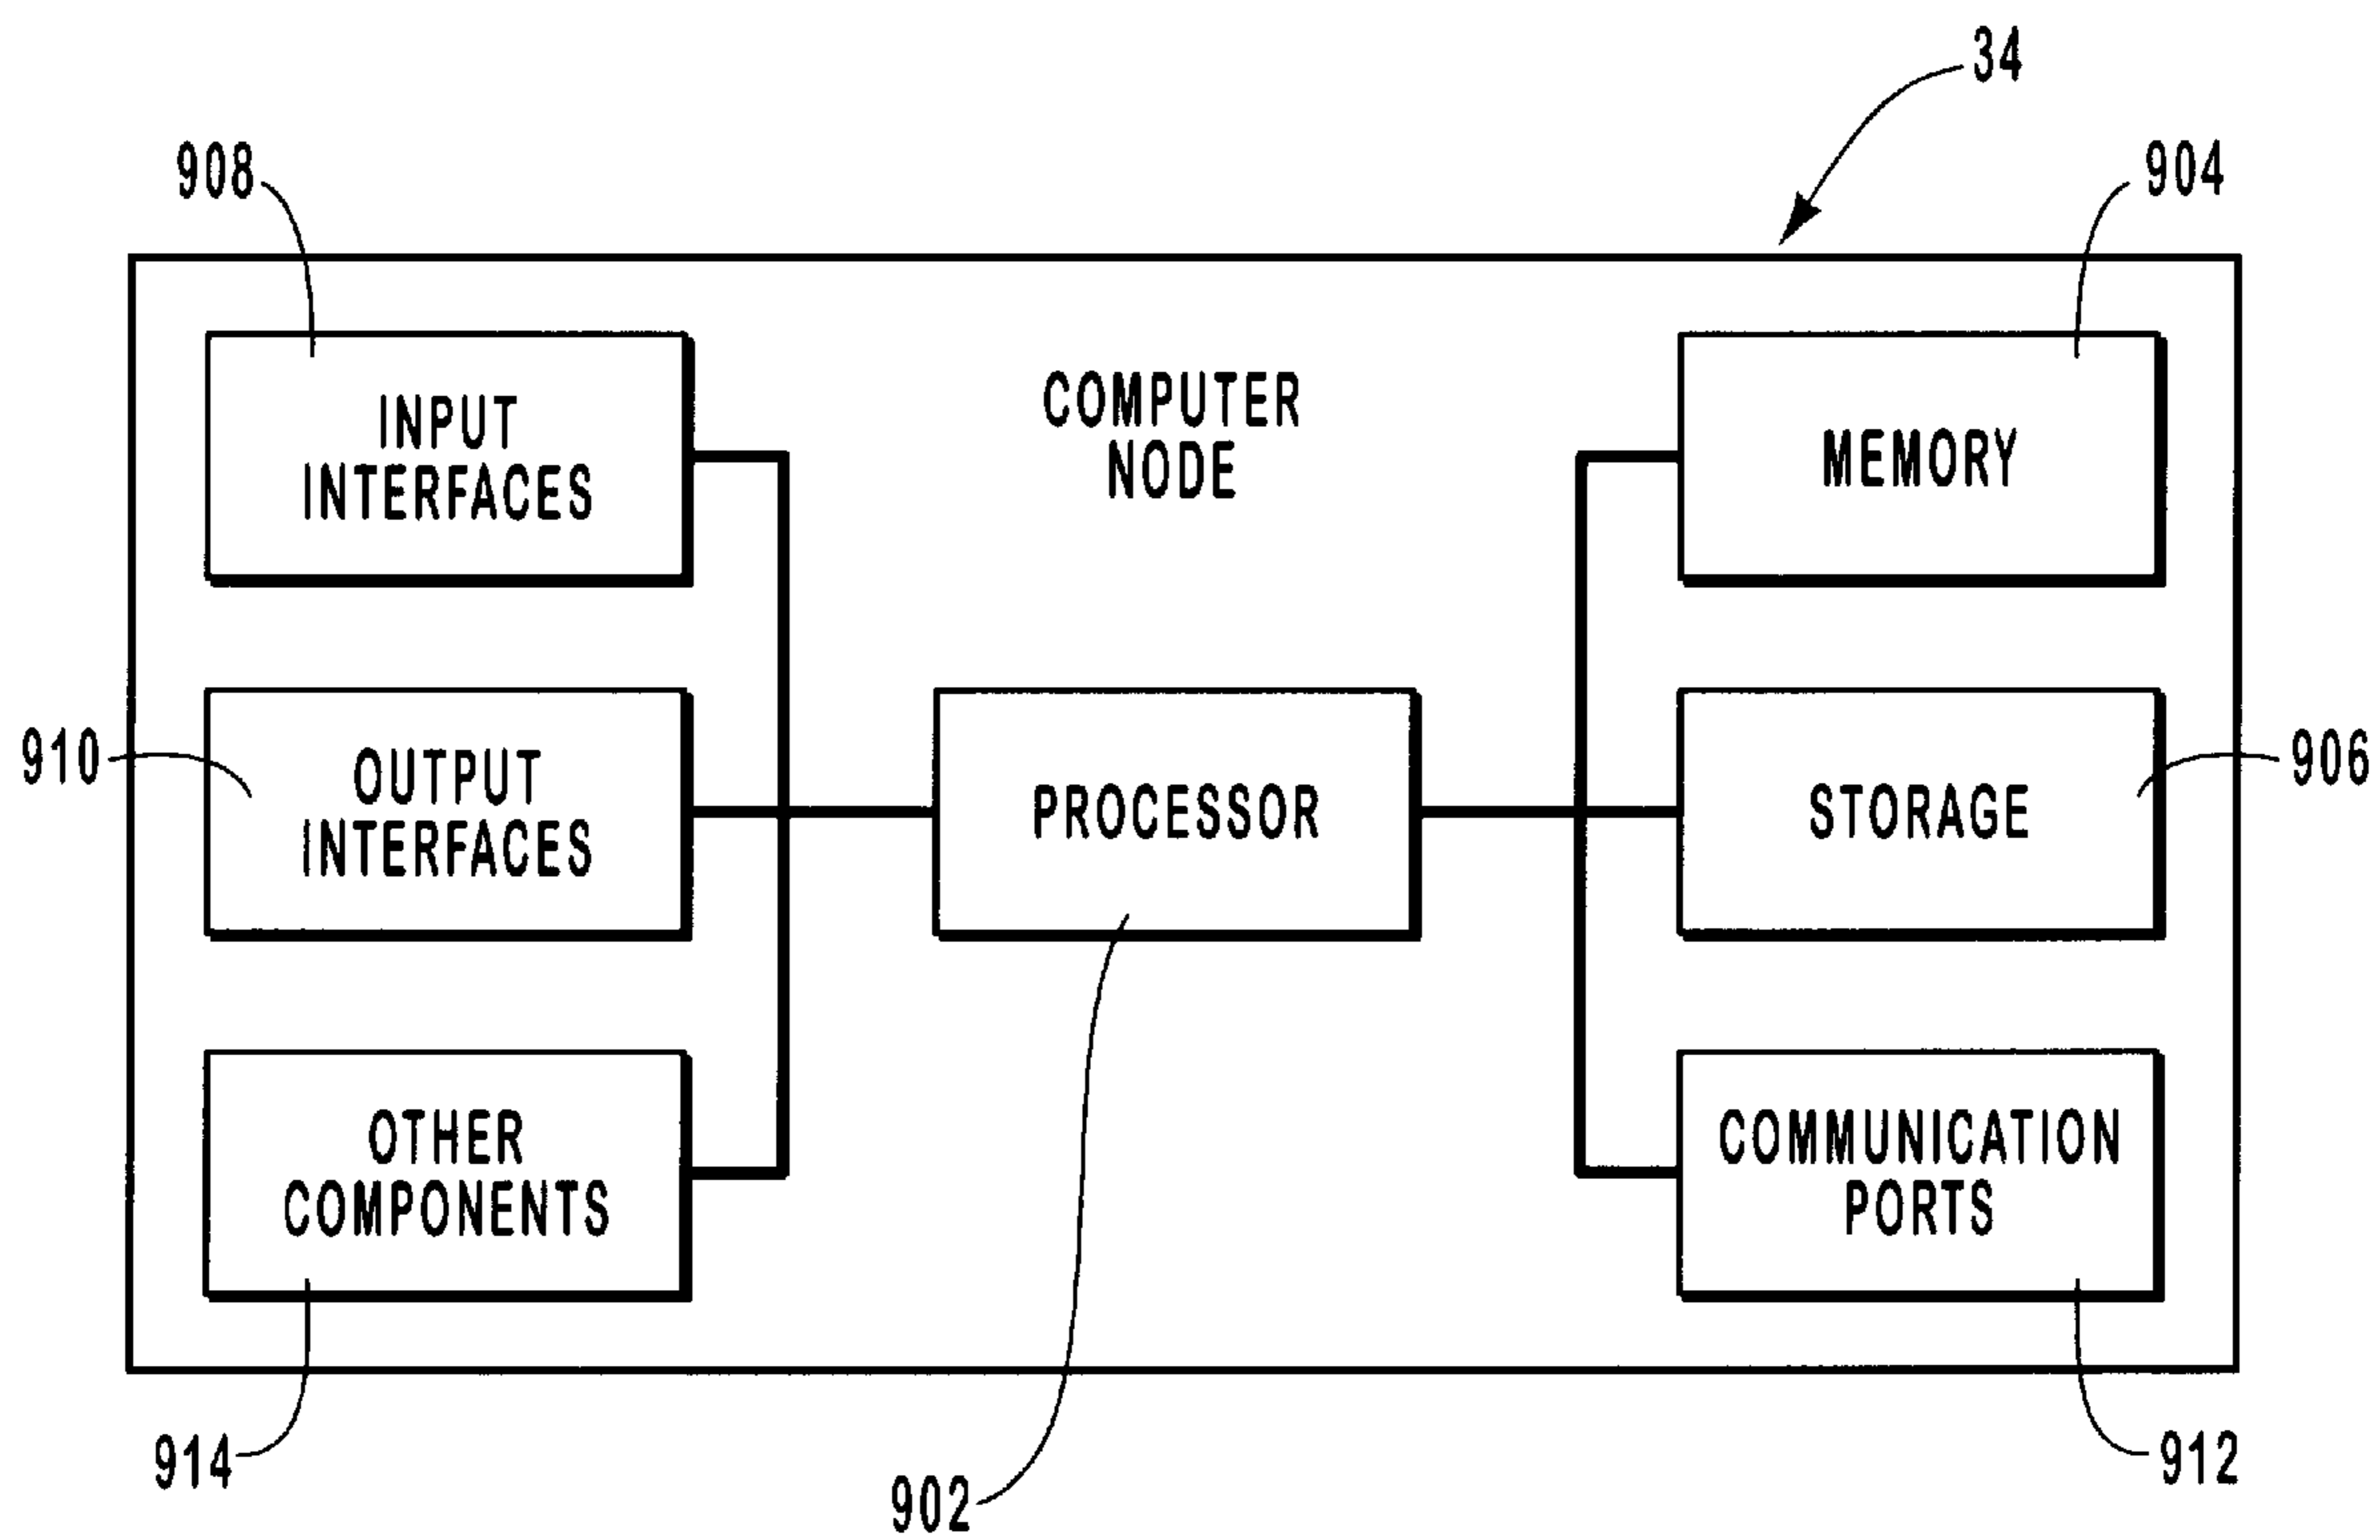 34
908
904
INPUT
INTERFACES
COMPUTER
NODE
MEMORY
910
OUTPUT
INTERFACES
PROCESSOR
STORAGE
906
OTHER
COMPONENTS
COMMUNICATION
PORTS
914
902
912